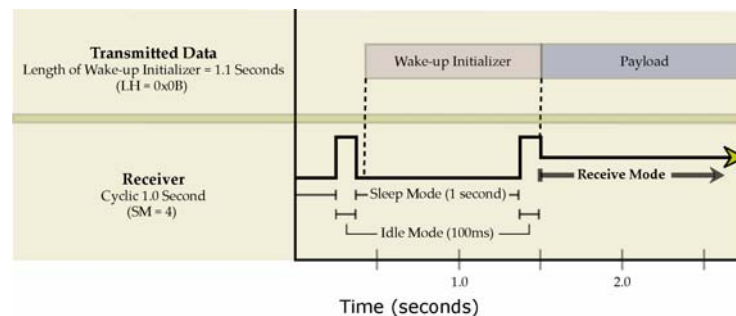 Transmitted Data
Length of Wake-up Initializer = 1.1 Seconds
(LH = 0x0B)
Wake-up Initializer
Payload
Receiver
Cyclic 1.0 Second
(SM = 4)
Sleep Mode (1 second)
Receive Mode
Idle Mode (100ms)
1.0
2.0
Time (seconds)